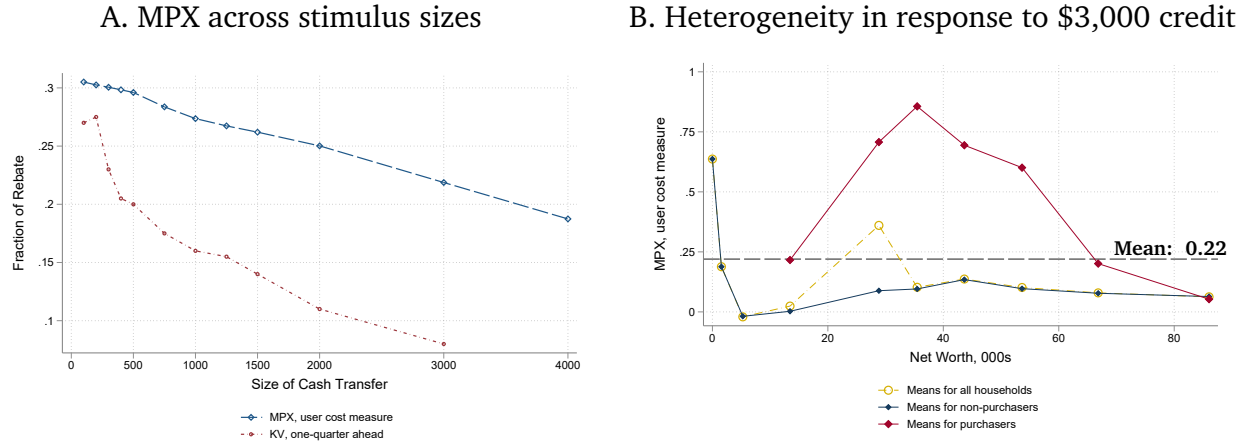 A. MPX across stimulus sizes
Fraction of Rebate
.3
.25
.2
.15
.1
0
500
1000
1500
2000
3000
4000
Size of Cash Transfer
MPX, user cost measure
KV, one-quarter ahead
B. Heterogeneity in response to $3,000 credit
MPX, user cost measure
1
.75
.5
.25
0
Mean: 0.22
0
20
40
60
80
Net Worth, 000s
Means for all households
Means for non-purchasers
Means for purchasers